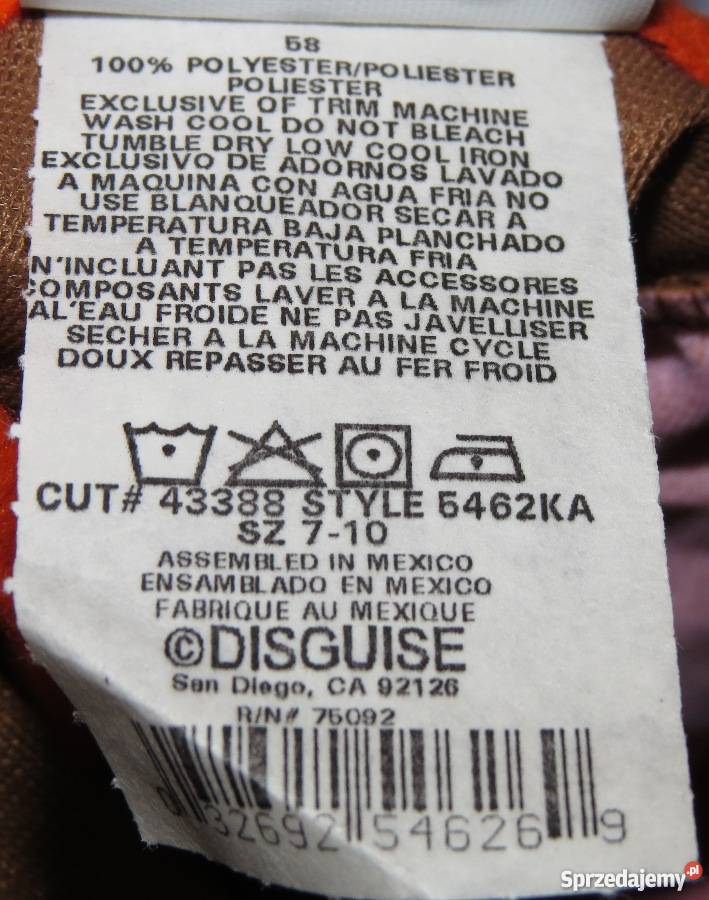 58
100% POLYESTER/POLIESTER
POLIESTER
EXCLUSIVE OF TRIM MACHINE
WASH COOL DO NOT BLEACH
TUMBLE DRY LOW COOL IRON
EXCLUSIVO DE ADORNOS LAVADO
A MAQUINA CON AGUA FRIA NO
USE BLANQUEADOR SECAR A
TEMPERATURA BAJA PLANCHADO
A TEMPERATURA FRIA
N'INCLUANT PAS LES ACCESSORES
COMPOSANTS LAVER A LA MACHINE
AL'EAU FROIDE NE PAS JAVELLISER
SECHER A LA MACHINE CYCLE
DOUX REPASSER AU FER FROID
CUT# 43388 STYLE 5462KA
SZ 7-10
ASSEMBLED IN MEXICO
ENSAMBLADO EN MEXICO
FABRIQUE AU MEXIQUE
©DISGUISE
San Diego, CA 92126
R/N# 75092
0 32692 54626 9
Sprzedajemy.pl